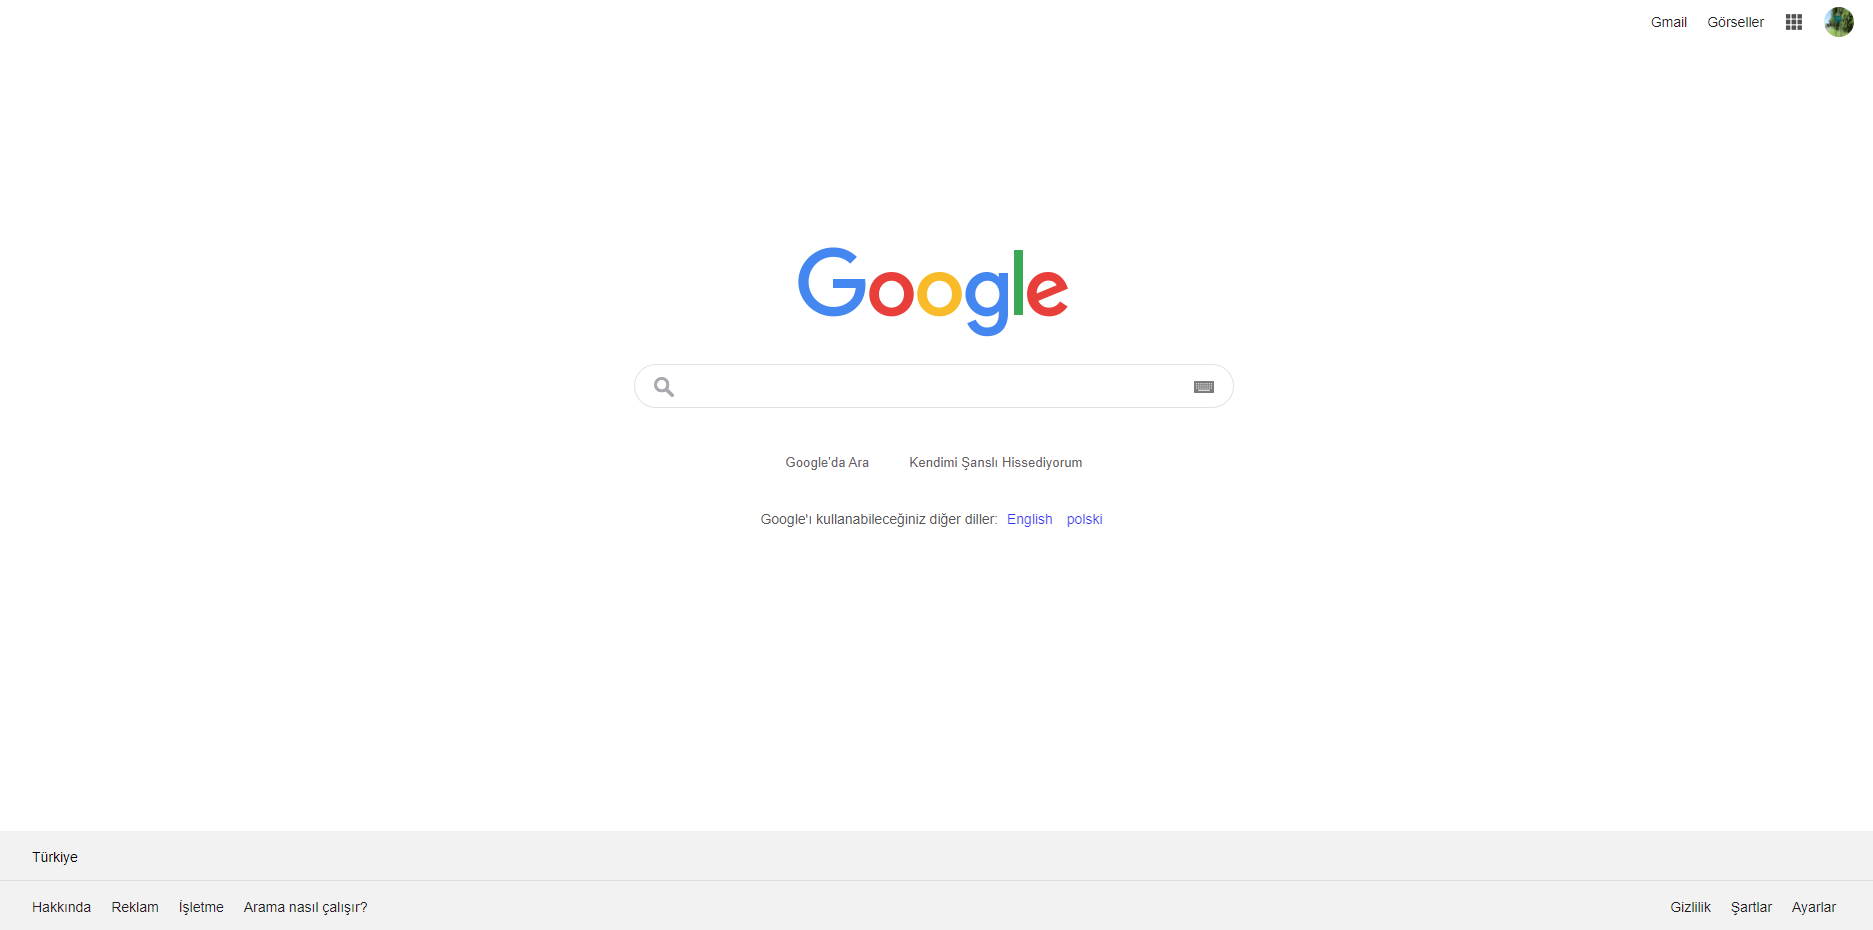 Gmail Görseller
Google
Google'da Ara Kendimi Şanslı Hissediyorum
Google'ı kullanabileceğiniz diğer diller: English polski
Türkiye
Hakkında Reklam İşletme Arama nasıl çalışır? Gizlilik Şartlar Ayarlar